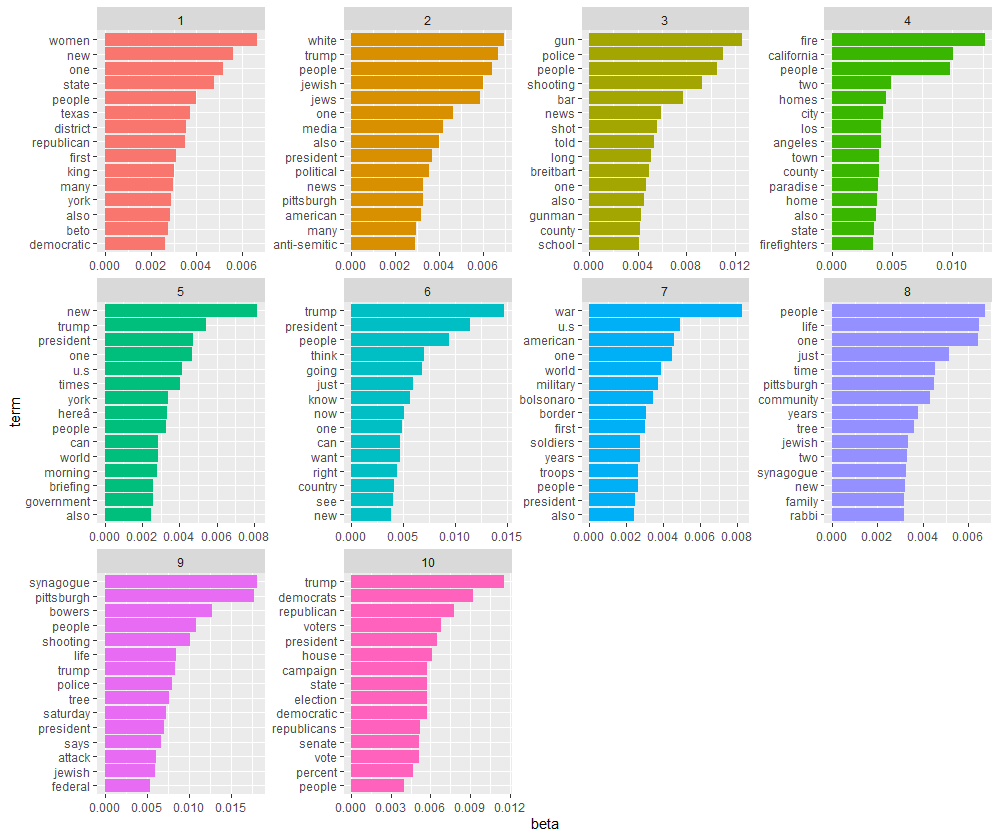 1 2 3 4
women white gun fire
new trump police california
one people people people
state jewish shooting two
people jews bar homes
texas one news city
district media shot los
republican also told angeles
first president long town
king political breitbart county
many news one paradise
york pittsburgh also home
also american gunman also
beto many county state
democratic anti-semitic school firefighters
0.000 0.002 0.004 0.006 0.000 0.002 0.004 0.006 0.000 0.004 0.008 0.012 0.000 0.005 0.010
5 6 7 8
new trump war people
trump president u.s life
president people american one
one think one just
u.s going world time
times just military pittsburgh
york know bolsonaro community
hereâ now border years
people one first tree
can can soldiers jewish
world want years two
morning right troops synagogue
briefing country people new
government see president family
also new also rabbi
0.000 0.002 0.004 0.006 0.008 0.000 0.005 0.010 0.015 0.000 0.002 0.004 0.006 0.008 0.000 0.002 0.004 0.006
term
9 10
synagogue trump
pittsburgh democrats
bowers republican
people voters
shooting president
life house
trump campaign
police state
tree election
saturday democratic
president republicans
says senate
attack vote
jewish percent
federal people
0.000 0.005 0.010 0.015 0.000 0.003 0.006 0.009 0.012
beta